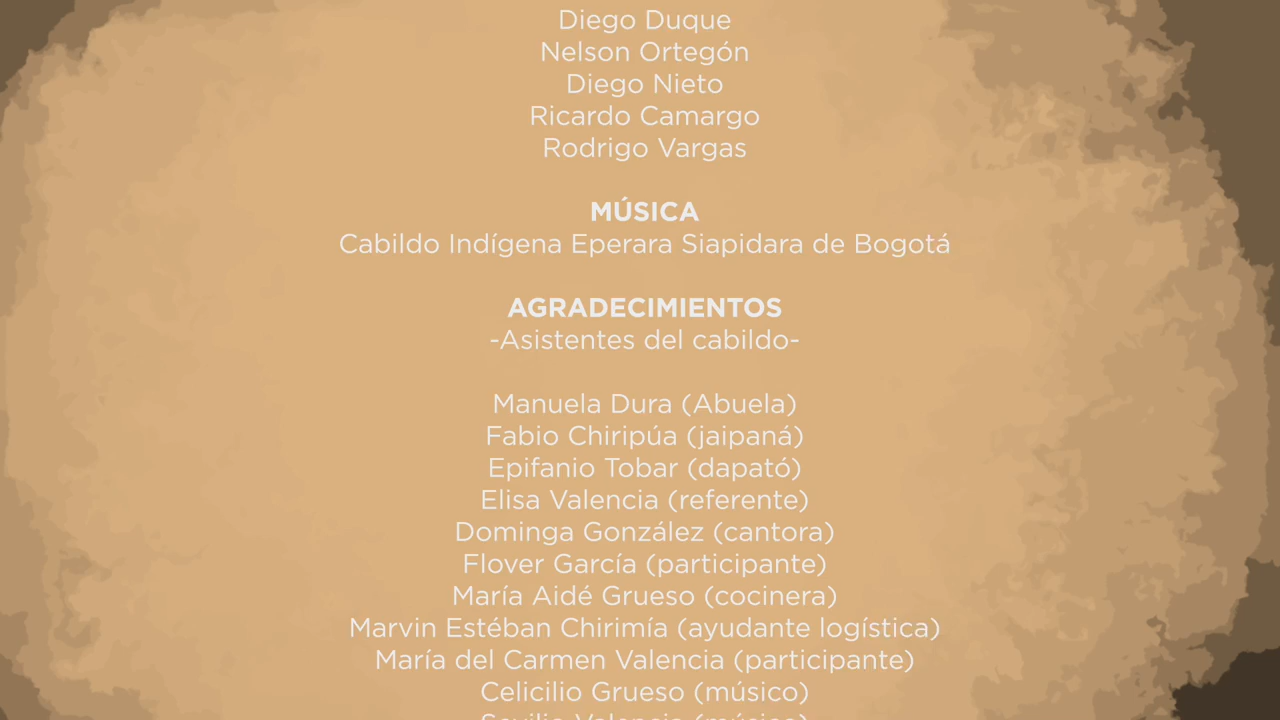 Diego Duque
Nelson Ortegón
Diego Nieto
Ricardo Camargo
Rodrigo Vargas
MÚSICA
Cabildo Indígena Eperara Siapidara de Bogotá
AGRADECIMIENTOS
-Asistentes del cabildo-
Manuela Dura (Abuela)
Fabio Chiripúa (jaipaná)
Epifanio Tobar (dapató)
Elisa Valencia (referente)
Dominga González (cantora)
Flover García (participante)
María Aidé Grueso (cocinera)
Marvin Estéban Chirimía (ayudante logística)
María del Carmen Valencia (participante)
Celicilio Grueso (músico)